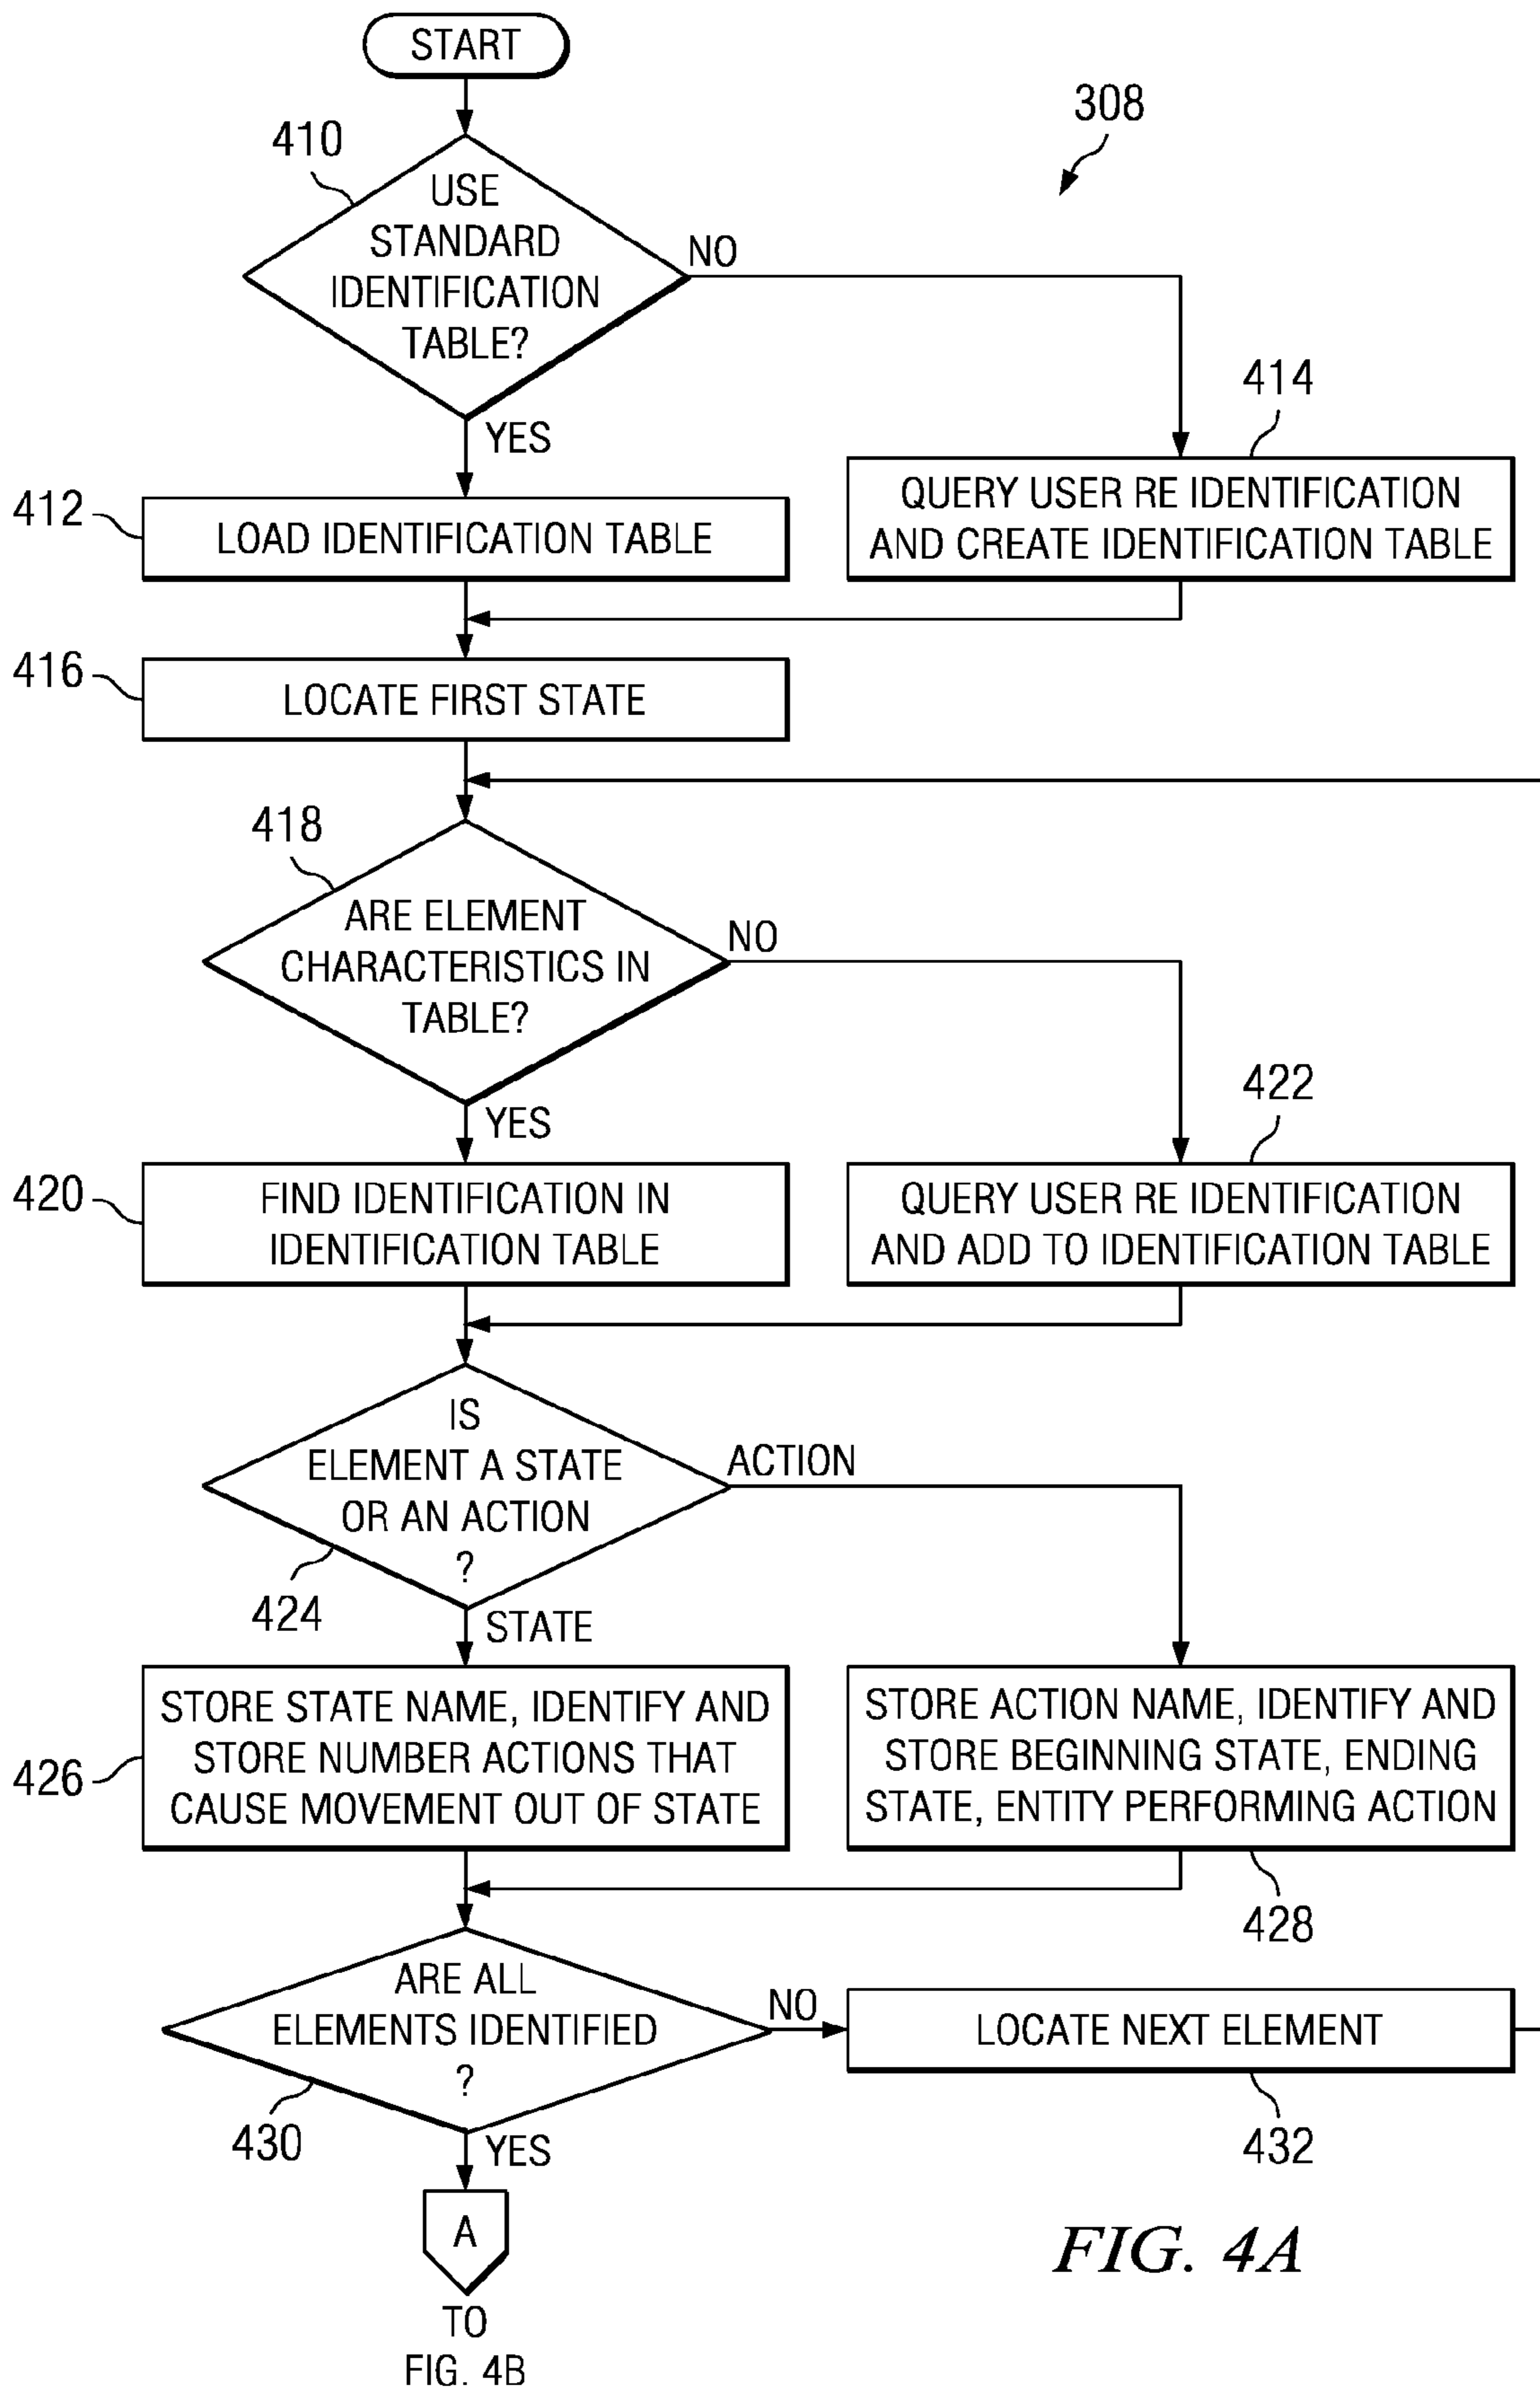 START
308
410
USE
STANDARD
IDENTIFICATION
TABLE?
NO
YES
414
412
LOAD IDENTIFICATION TABLE
QUERY USER RE IDENTIFICATION
AND CREATE IDENTIFICATION TABLE
416
LOCATE FIRST STATE
418
ARE ELEMENT
CHARACTERISTICS IN
TABLE?
NO
YES
422
420
FIND IDENTIFICATION IN
IDENTIFICATION TABLE
QUERY USER RE IDENTIFICATION
AND ADD TO IDENTIFICATION TABLE
IS
ELEMENT A STATE
OR AN ACTION
?
ACTION
424
STATE
426
STORE STATE NAME, IDENTIFY AND
STORE NUMBER ACTIONS THAT
CAUSE MOVEMENT OUT OF STATE
STORE ACTION NAME, IDENTIFY AND
STORE BEGINNING STATE, ENDING
STATE, ENTITY PERFORMING ACTION
428
ARE ALL
ELEMENTS IDENTIFIED
?
NO
LOCATE NEXT ELEMENT
430
YES
432
A
TO
FIG. 4B
FIG. 4A